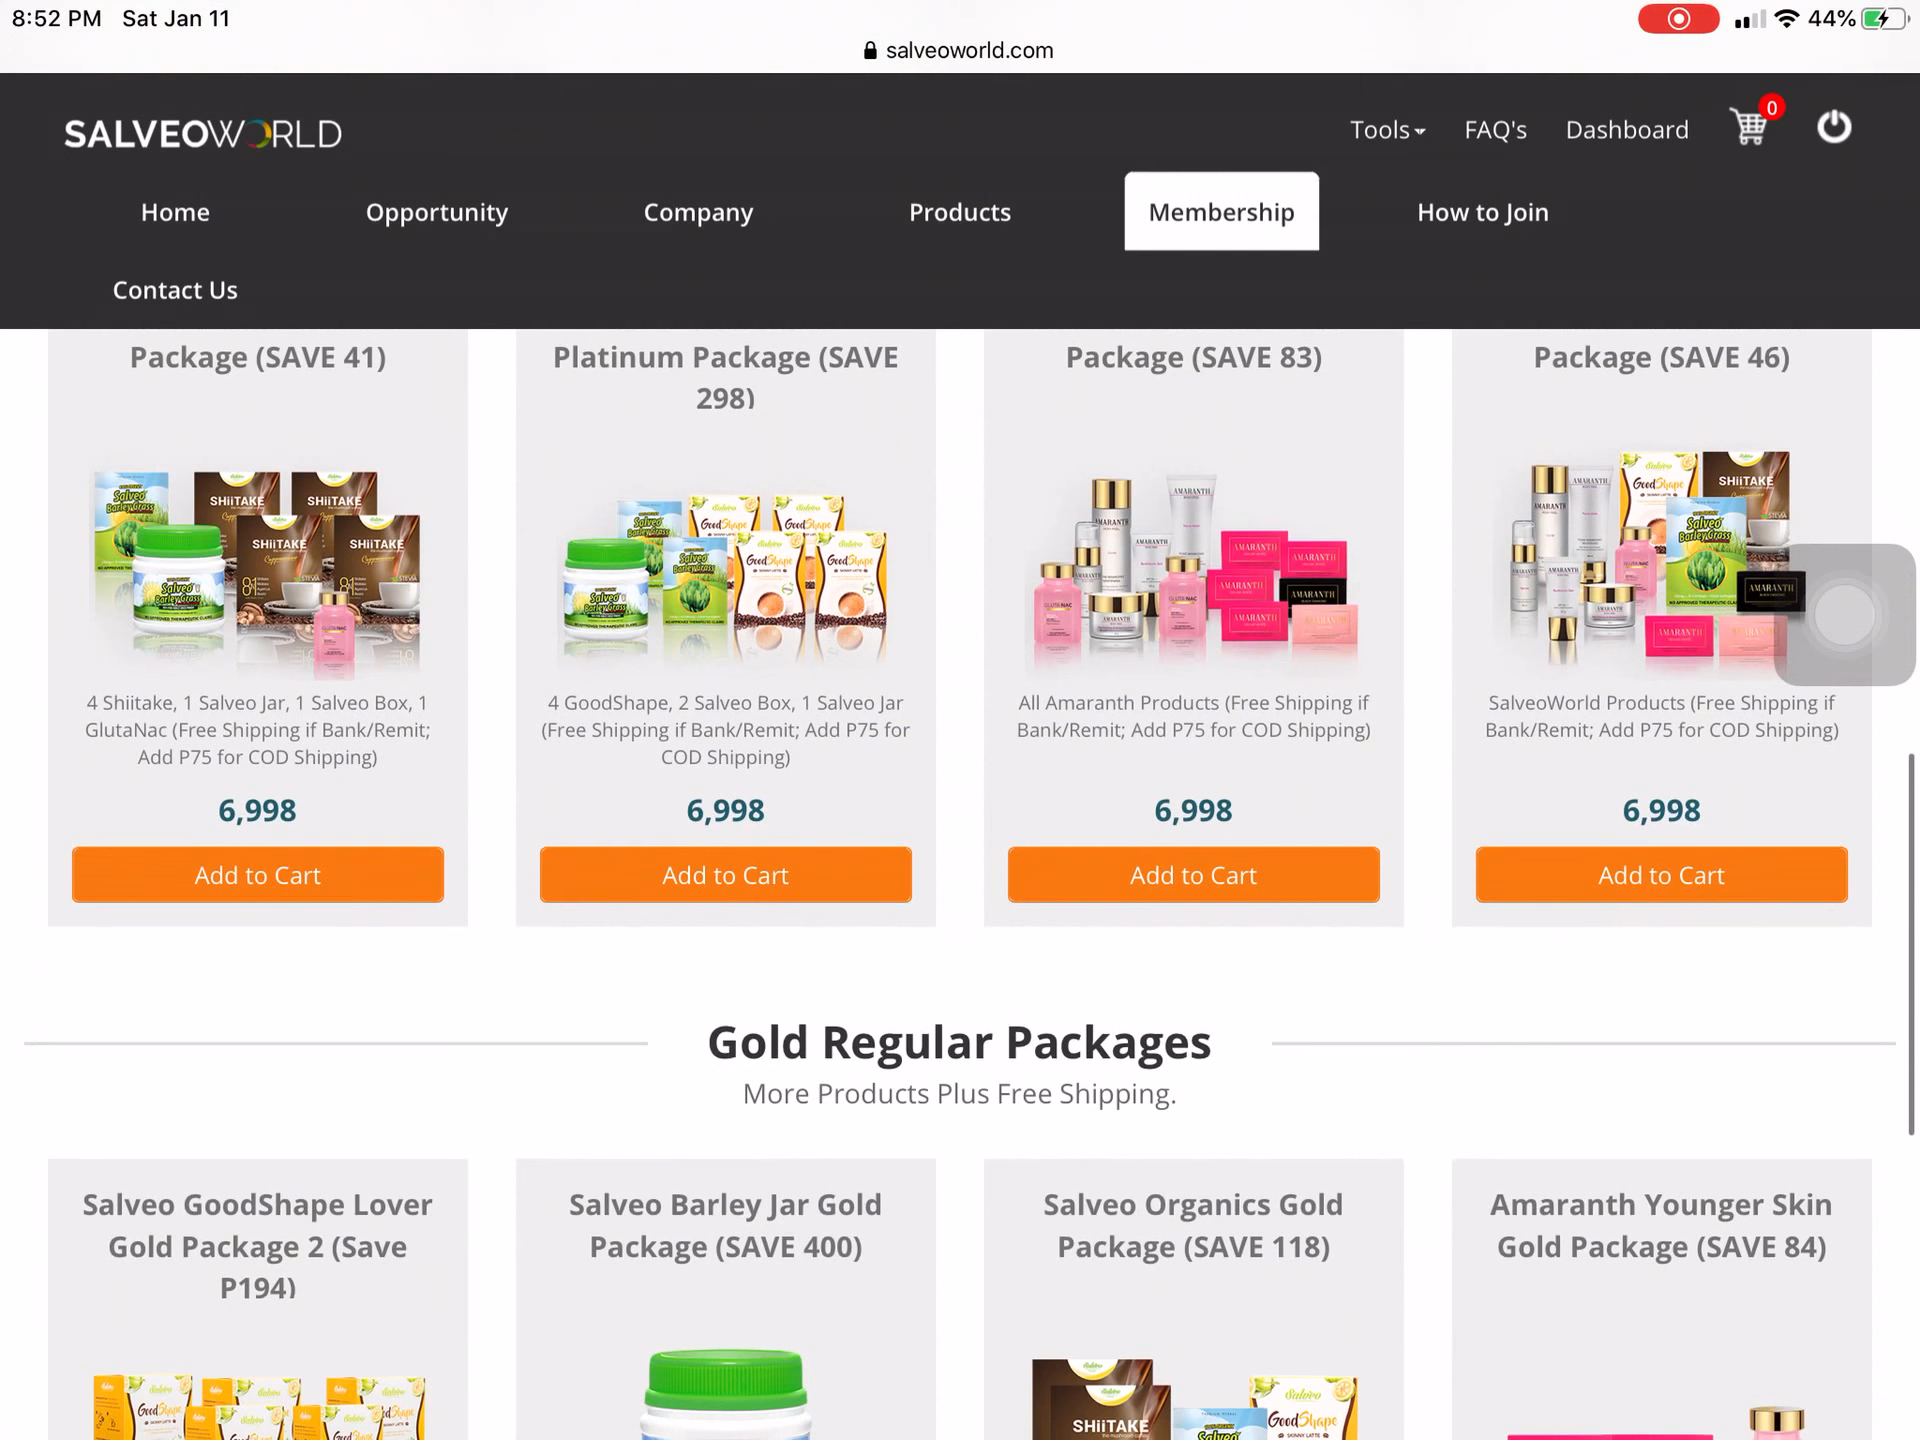 8:52 PM Sat Jan 11
44%
salveoworld.com
SALVEOWORLD
Tools
FAQ's
Dashboard
0
Home
Opportunity
Company
Products
Membership
How to Join
Contact Us
Package (SAVE 41)
Platinum Package (SAVE
298)
Package (SAVE 83)
Package (SAVE 46)
4 Shiitake, 1 Salveo Jar, 1 Salveo Box, 1
GlutaNac (Free Shipping if Bank/Remit;
Add P75 for COD Shipping)
6,998
Add to Cart
4 GoodShape, 2 Salveo Box, 1 Salveo Jar
(Free Shipping if Bank/Remit; Add P75 for
COD Shipping)
6,998
Add to Cart
All Amaranth Products (Free Shipping if
Bank/Remit; Add P75 for COD Shipping)
6,998
Add to Cart
SalveoWorld Products (Free Shipping if
Bank/Remit; Add P75 for COD Shipping)
6,998
Add to Cart
Gold Regular Packages
More Products Plus Free Shipping.
Salveo GoodShape Lover
Gold Package 2 (Save
P194)
Salveo Barley Jar Gold
Package (SAVE 400)
Salveo Organics Gold
Package (SAVE 118)
Amaranth Younger Skin
Gold Package (SAVE 84)
SHiiTAKE
Salveo
GoodShape
SKINNY LATTE